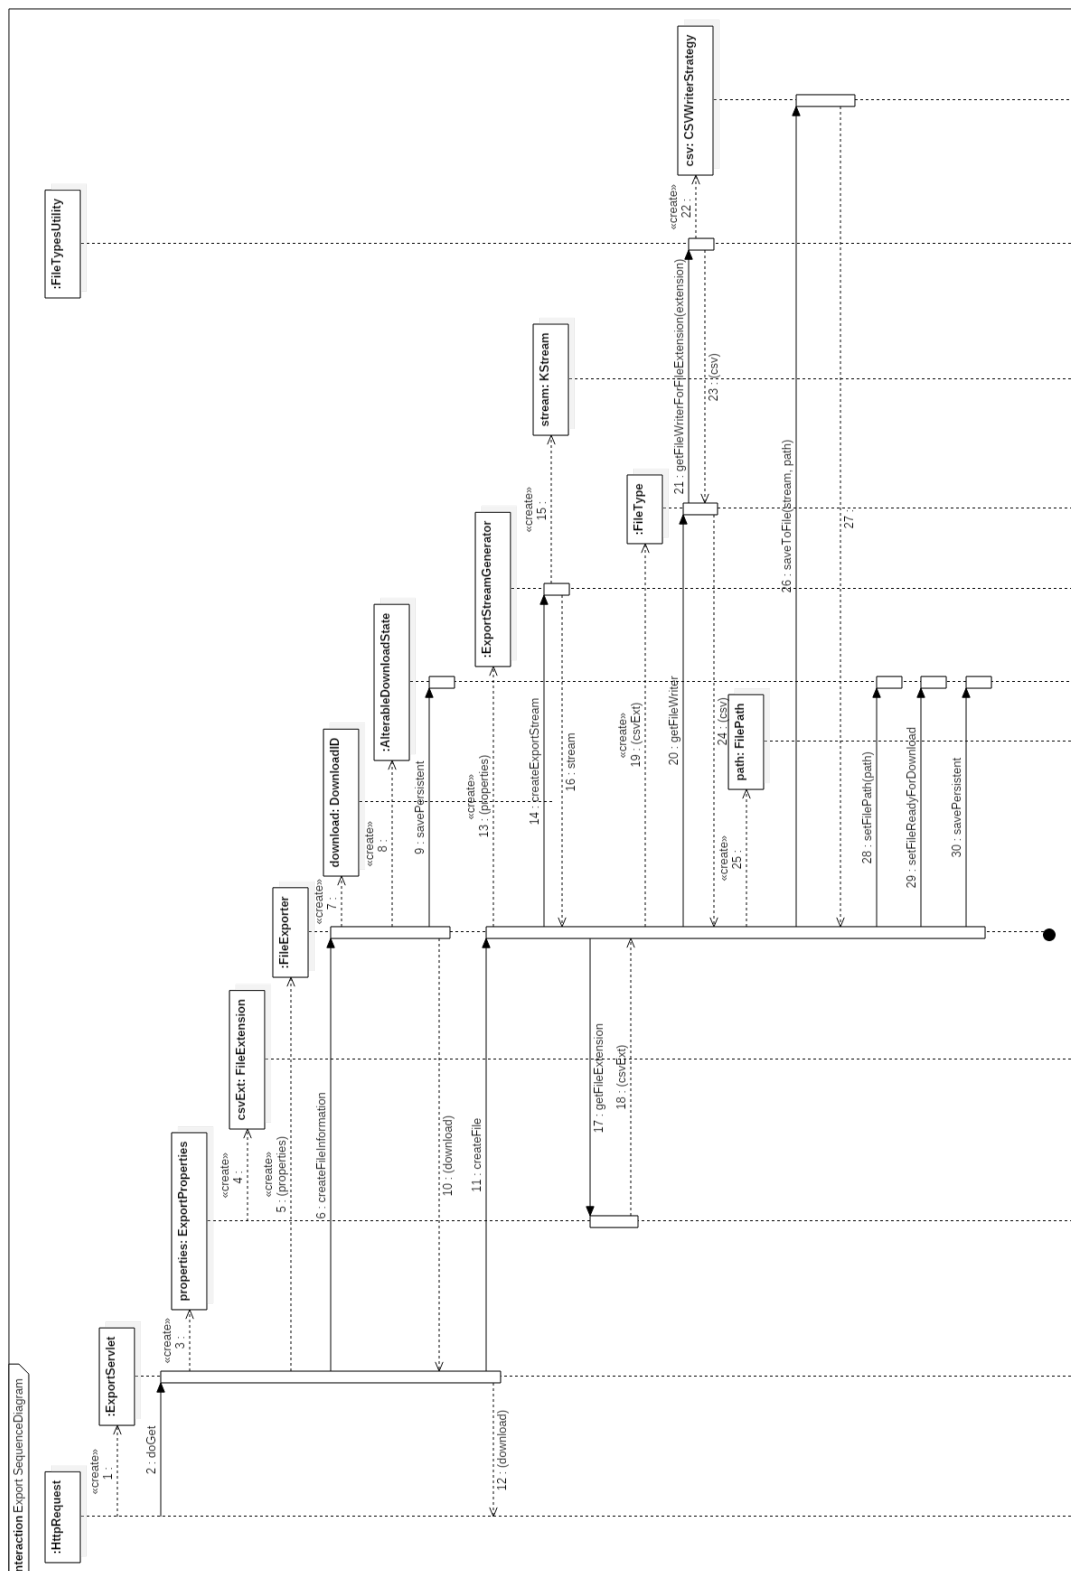 nteraction Export SequenceDiagram
:HttpRequest
«create»
1 :
:ExportServlet
2 : doGet
«create»
3 :
properties: ExportProperties
«create»
4 :
csvExt: FileExtension
«create»
5 : (properties)
:FileExporter
6 : createFileInformation
«create»
7 :
download: DownloadID
«create»
8 :
:AlterableDownloadState
9 : savePersistent
10 : (download)
11 : createFile
12 : (download)
«create»
13 : (properties)
:ExportStreamGenerator
14 : createExportStream
«create»
15 :
stream: KStream
16 : stream
17 : getFileExtension
18 : (csvExt)
«create»
19 : (csvExt)
:FileType
20 : getFileWriter
21 : getFileWriterForFileExtension(extension)
:FileTypesUtility
«create»
22 :
csv: CSVWriterStrategy
23 : (csv)
24 : (csv)
«create»
25 :
path: FilePath
26 : saveToFile(stream, path)
27 :
28 : setFilePath(path)
29 : setFileReadyForDownload
30 : savePersistent